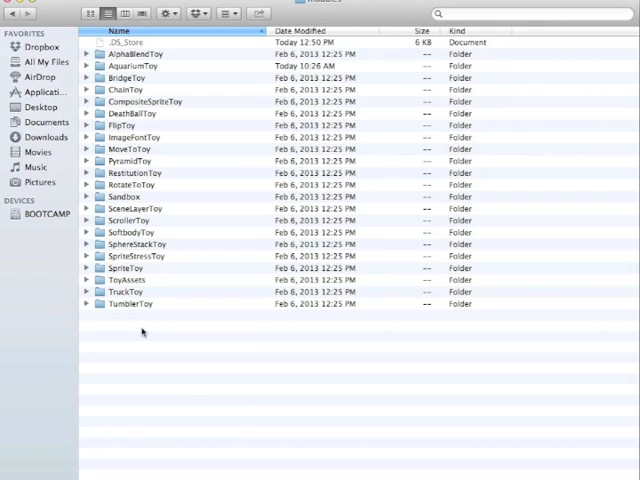 modules
FAVORITES
Dropbox
All My Files
AirDrop
Applicati...
Desktop
Documents
Downloads
Movies
Music
Pictures
DEVICES
BOOTCAMP
Name Date Modified Size Kind
.DS_Store Today 12:50 PM 6 KB Document
AlphaBlendToy Feb 6, 2013 12:25 PM -- Folder
AquariumToy Today 10:26 AM -- Folder
BridgeToy Feb 6, 2013 12:25 PM -- Folder
ChainToy Feb 6, 2013 12:25 PM -- Folder
CompositeSpriteToy Feb 6, 2013 12:25 PM -- Folder
DeathBallToy Feb 6, 2013 12:25 PM -- Folder
FlipToy Feb 6, 2013 12:25 PM -- Folder
ImageFontToy Feb 6, 2013 12:25 PM -- Folder
MoveToToy Feb 6, 2013 12:25 PM -- Folder
PyramidToy Feb 6, 2013 12:25 PM -- Folder
RestitutionToy Feb 6, 2013 12:25 PM -- Folder
RotateToToy Feb 6, 2013 12:25 PM -- Folder
Sandbox Feb 6, 2013 12:25 PM -- Folder
SceneLayerToy Feb 6, 2013 12:25 PM -- Folder
ScrollerToy Feb 6, 2013 12:25 PM -- Folder
SoftbodyToy Feb 6, 2013 12:25 PM -- Folder
SphereStackToy Feb 6, 2013 12:25 PM -- Folder
SpriteStressToy Feb 6, 2013 12:25 PM -- Folder
SpriteToy Feb 6, 2013 12:25 PM -- Folder
ToyAssets Feb 6, 2013 12:25 PM -- Folder
TruckToy Feb 6, 2013 12:25 PM -- Folder
TumblerToy Feb 6, 2013 12:25 PM -- Folder